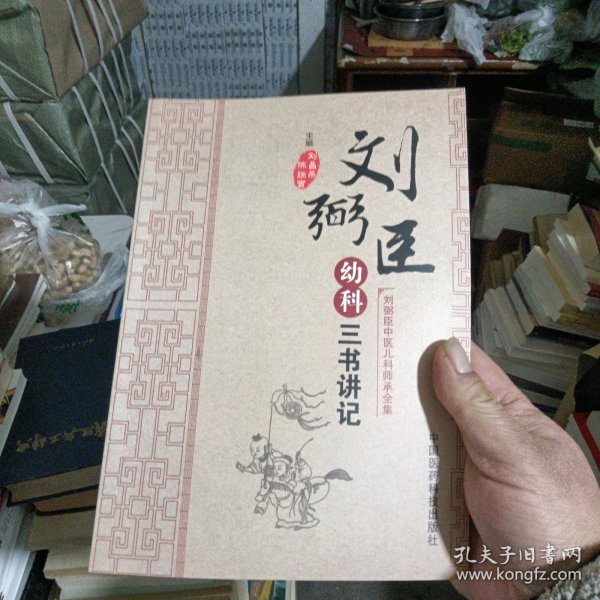 刘弼臣
幼科
三书讲记
主编
刘昌燕
陈继寅
刘弼臣中医儿科师承全集
中国医药科技出版社
孔夫子旧书网
www.kongfz.com